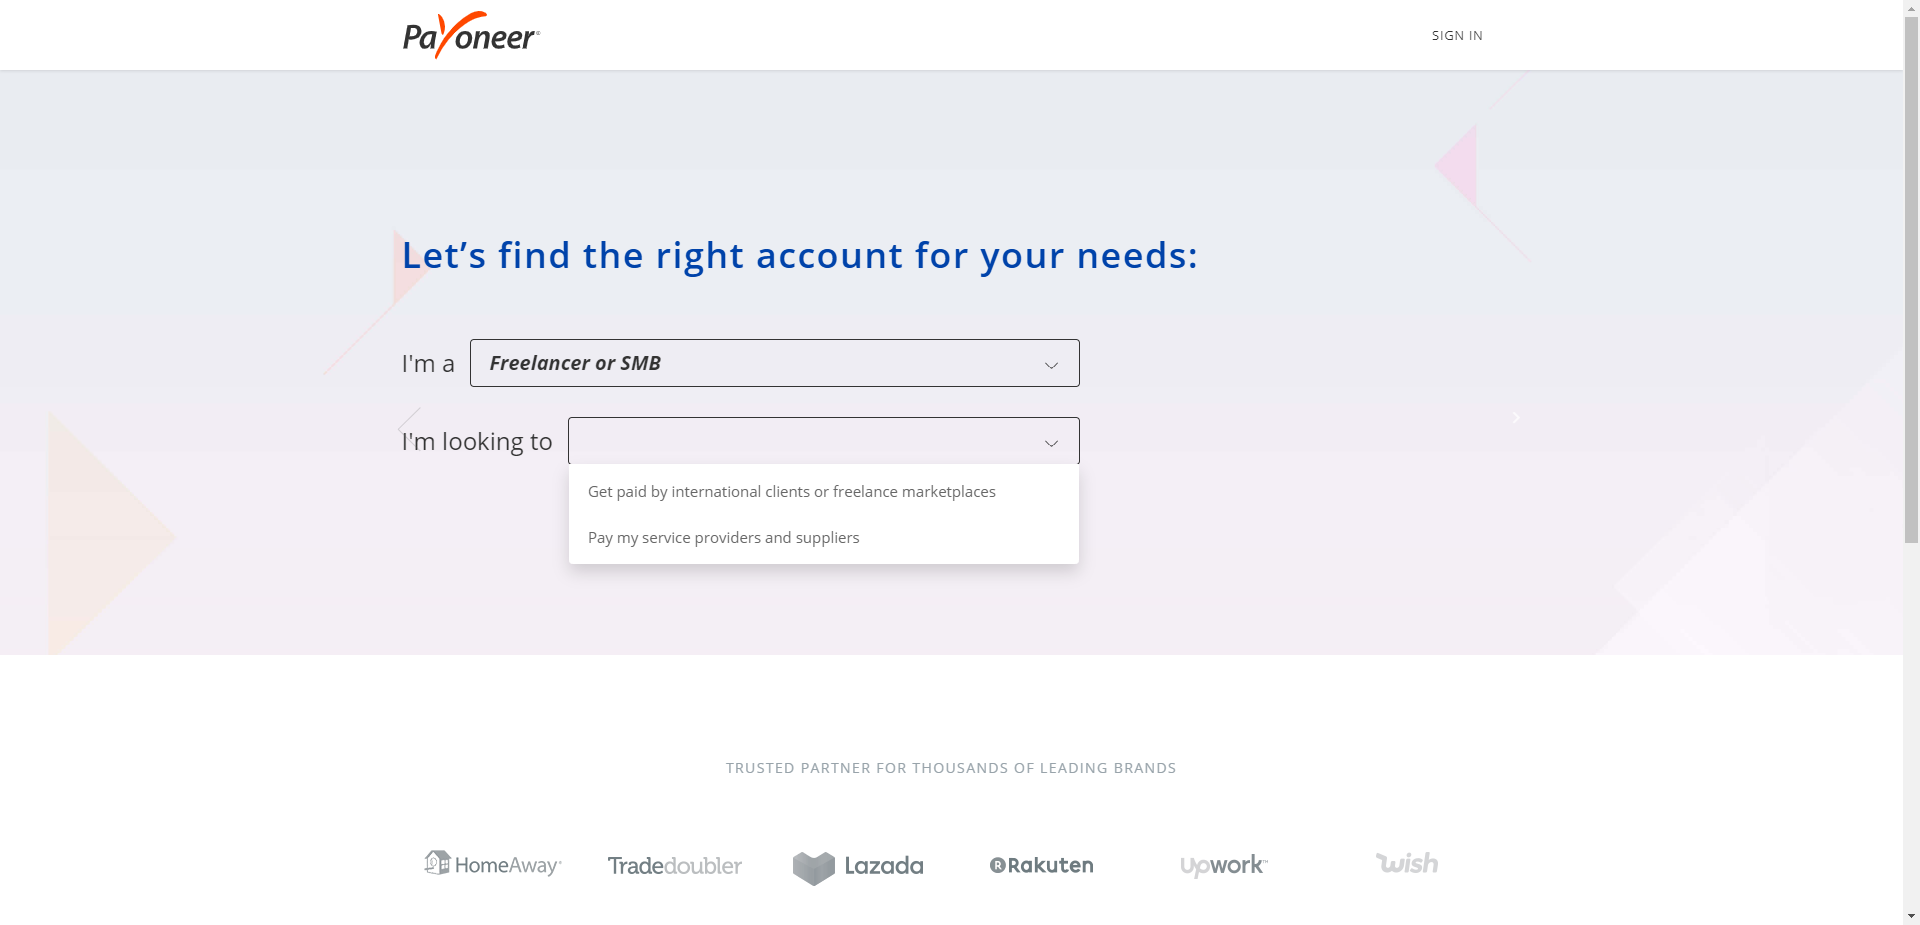 Payoneer
SIGN IN
Let’s find the right account for your needs:
I'm a
Freelancer or SMB
I'm looking to
Get paid by international clients or freelance marketplaces
Pay my service providers and suppliers
TRUSTED PARTNER FOR THOUSANDS OF LEADING BRANDS
HomeAway Tradedoubler Lazada Rakuten Upwork wish